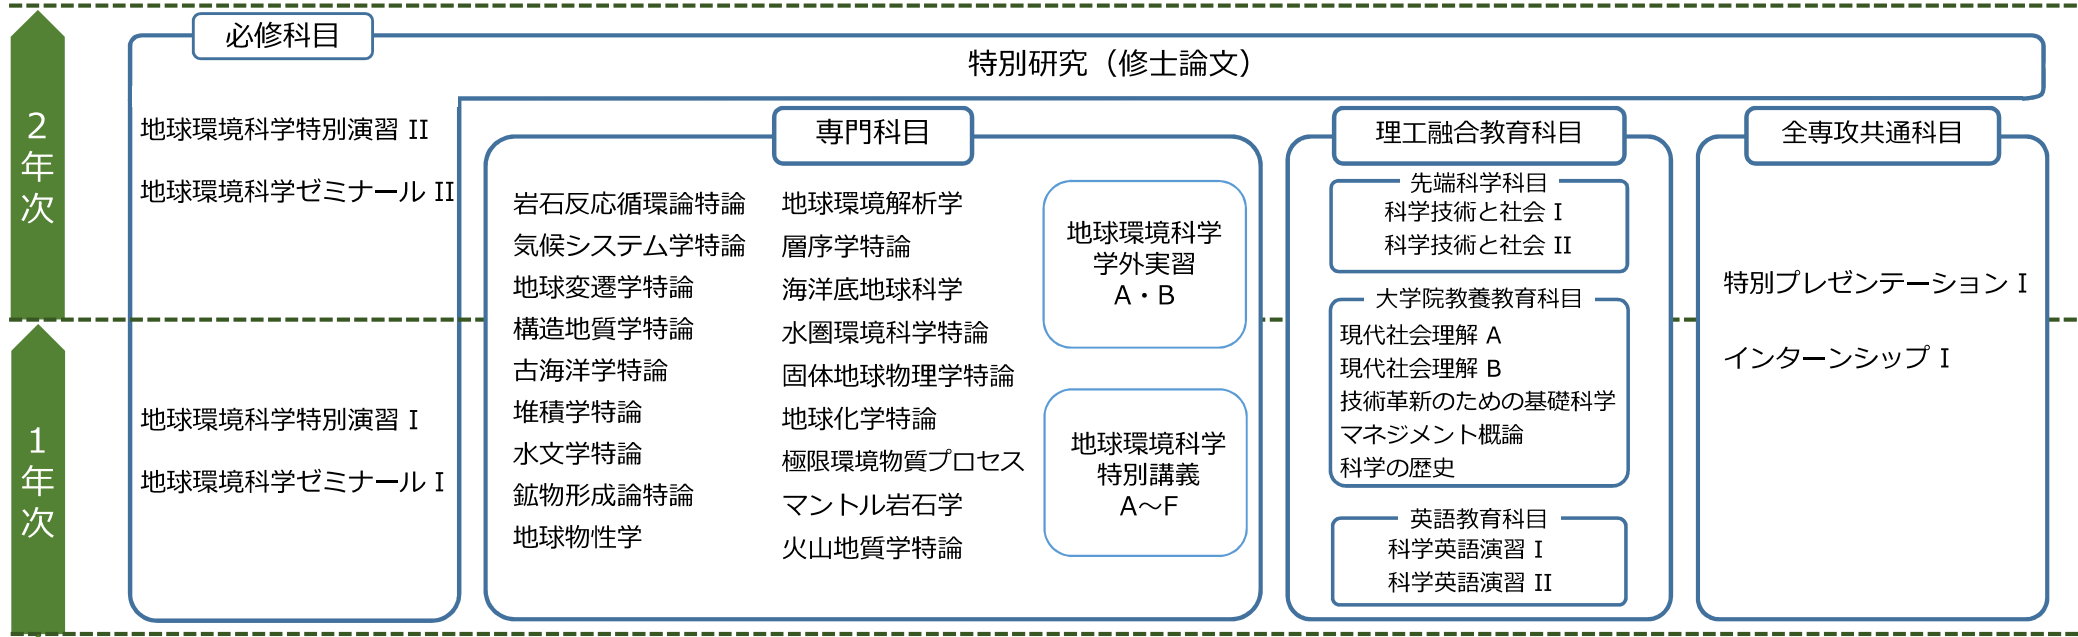 2
年
次
1
年
次
必修科目
特別研究（修士論文）
地球環境科学特別演習 II
地球環境科学ゼミナール II
地球環境科学特別演習 I
地球環境科学ゼミナール I
専門科目
岩石反応循環論特論
気候システム学特論
地球変遷学特論
構造地質学特論
古海洋学特論
堆積学特論
水文学特論
鉱物形成論特論
地球物性学
地球環境解析学
層序学特論
海洋底地球科学
水圏環境科学特論
固体地球物理学特論
地球化学特論
極限環境物質プロセス
マントル岩石学
火山地質学特論
地球環境科学
学外実習
A・B
地球環境科学
特別講義
A～F
理工融合教育科目
先端科学科目
科学技術と社会 I
科学技術と社会 II
大学院教養教育科目
現代社会理解 A
現代社会理解 B
技術革新のための基礎科学
マネジメント概論
科学の歴史
英語教育科目
科学英語演習 I
科学英語演習 II
全専攻共通科目
特別プレゼンテーション I
インターンシップ I